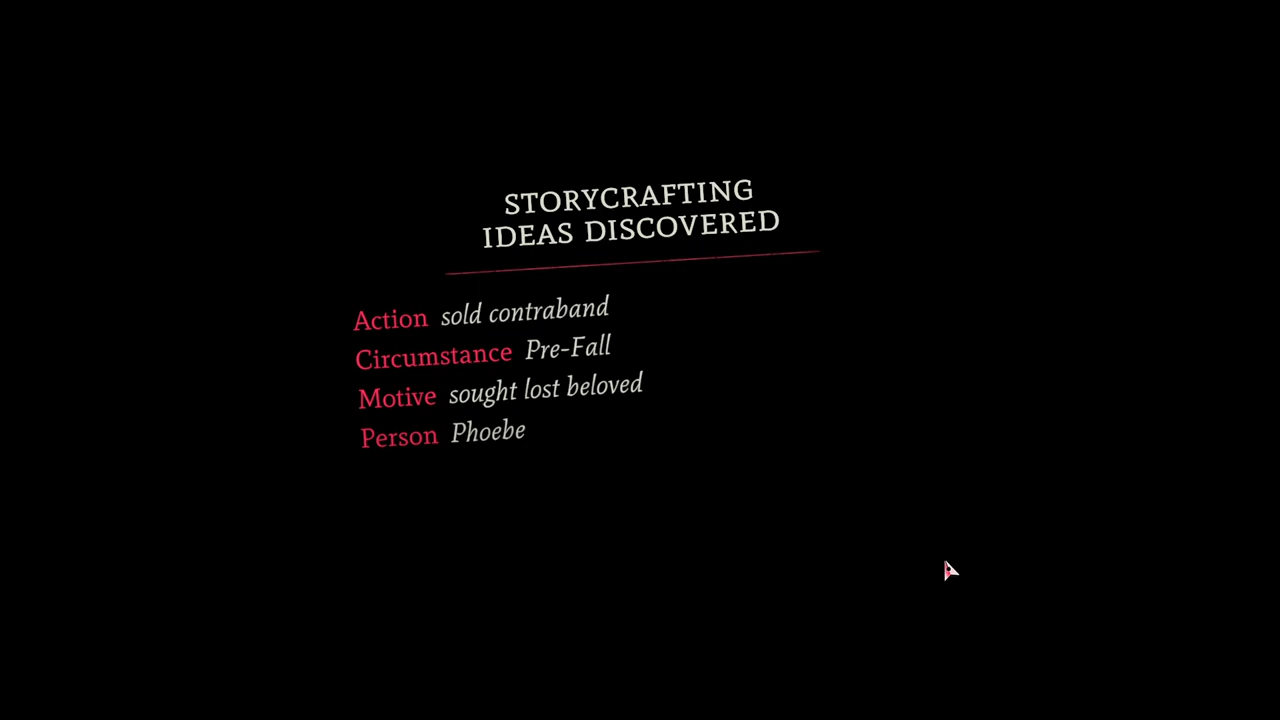 STORYCRAFTING
IDEAS DISCOVERED
Action sold contraband
Circumstance Pre-Fall
Motive sought lost beloved
Person Phoebe